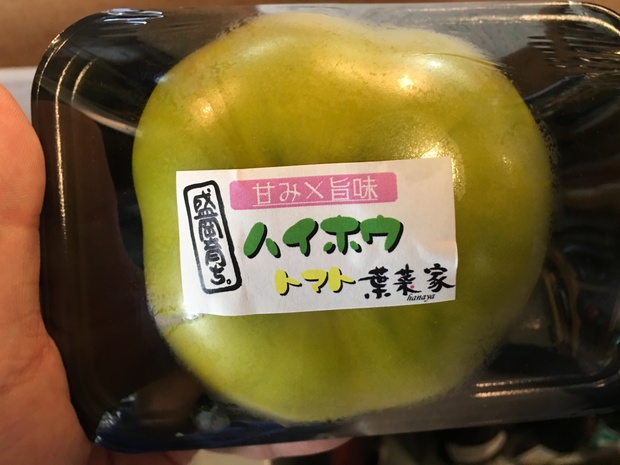 盛岡育ち。
甘み×旨味
ハイホウ
トマト 葉菜家
hanaya